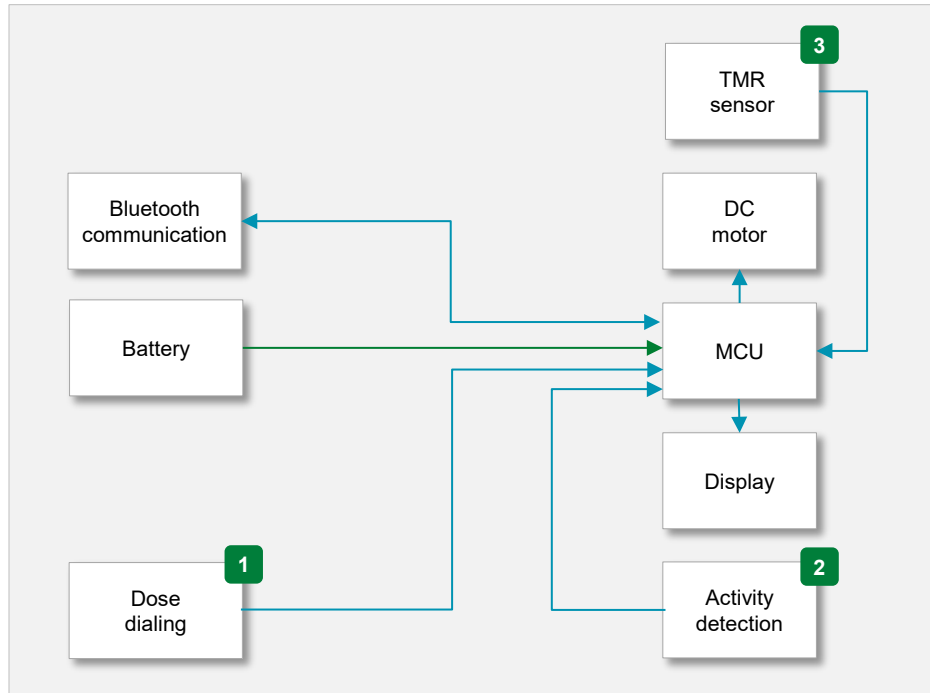 3
TMR
sensor
Bluetooth
communication
DC
motor
Battery
MCU
Display
1
Dose
dialing
2
Activity
detection